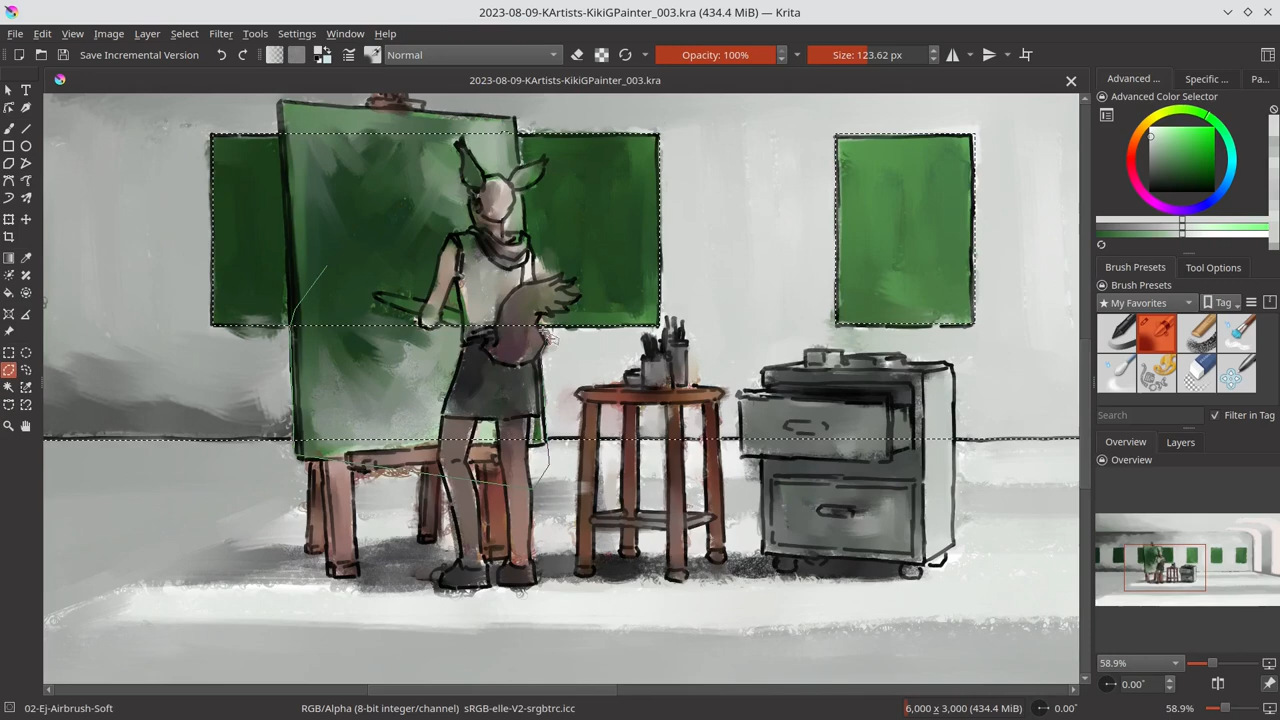 2023-08-09-KArtists-KikiGPainter_003.kra (434.4 MiB) — Krita
File Edit View Image Layer Select Filter Tools Settings Window Help
Save Incremental Version Normal Opacity: 100% Size: 123.62 px
2023-08-09-KArtists-KikiGPainter_003.kra
Advanced ... Specific ... Pa...
Advanced Color Selector
Brush Presets Tool Options
Brush Presets
★ My Favorites Tag
Search Filter in Tag
Overview Layers
Overview
58.9%
0.00°
02-Ej-Airbrush-Soft RGB/Alpha (8-bit integer/channel) sRGB-elle-V2-srgbtrc.icc 6,000 x 3,000 (434.4 MiB) 0.00° 58.9%